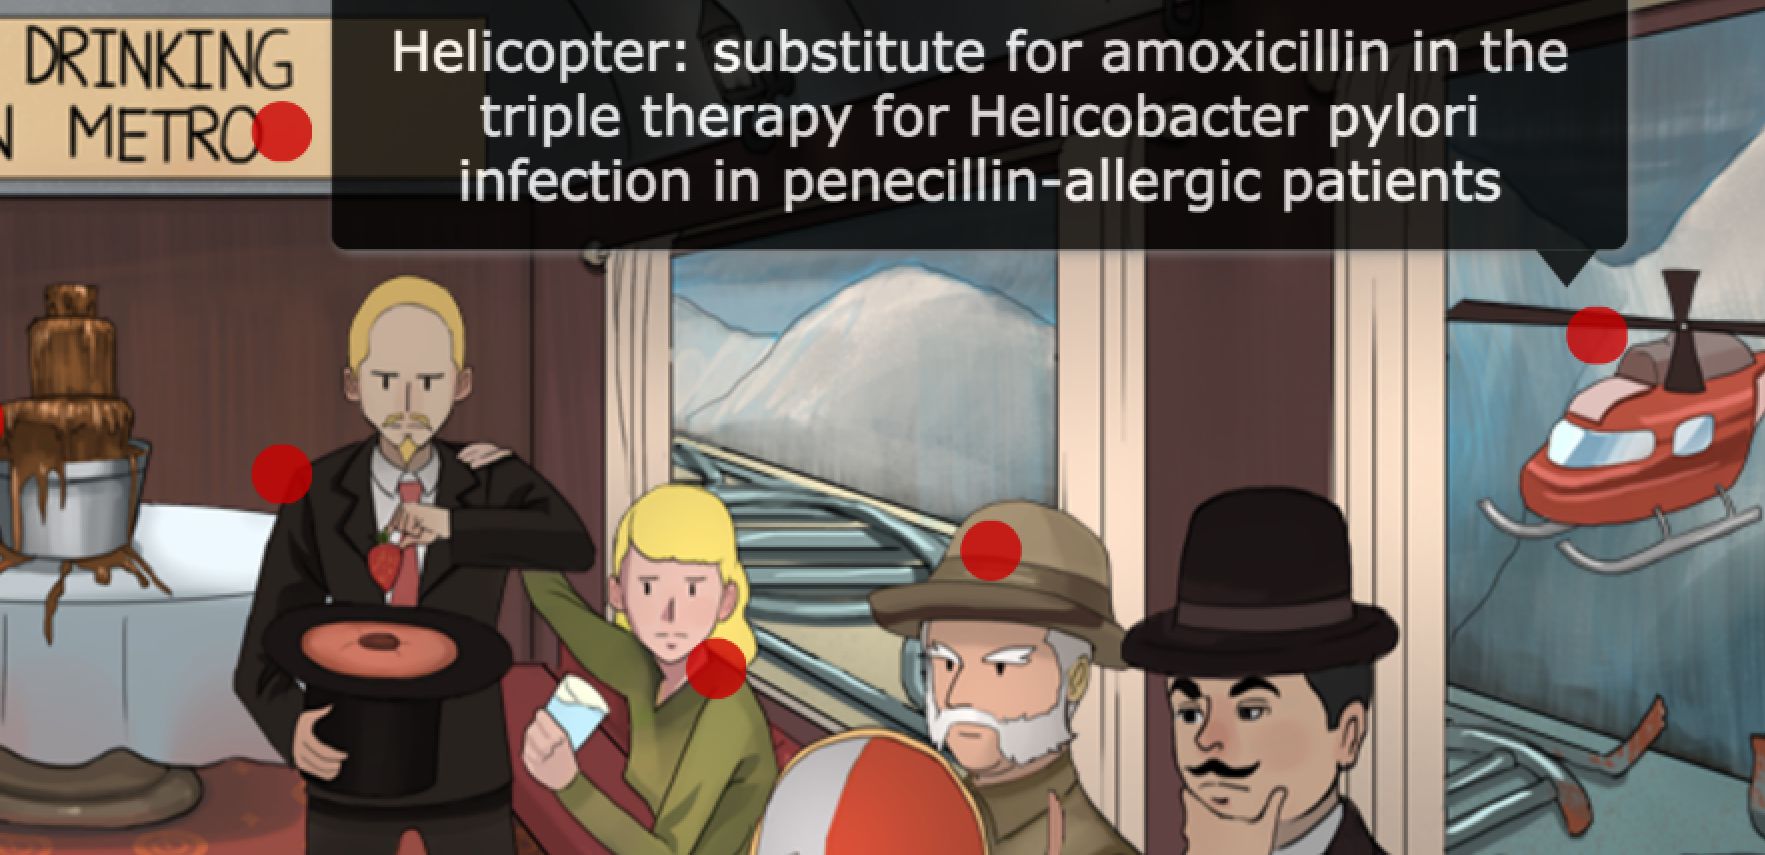 DRINKING
METRO
Helicopter: substitute for amoxicillin in the
triple therapy for Helicobacter pylori
infection in penecillin-allergic patients